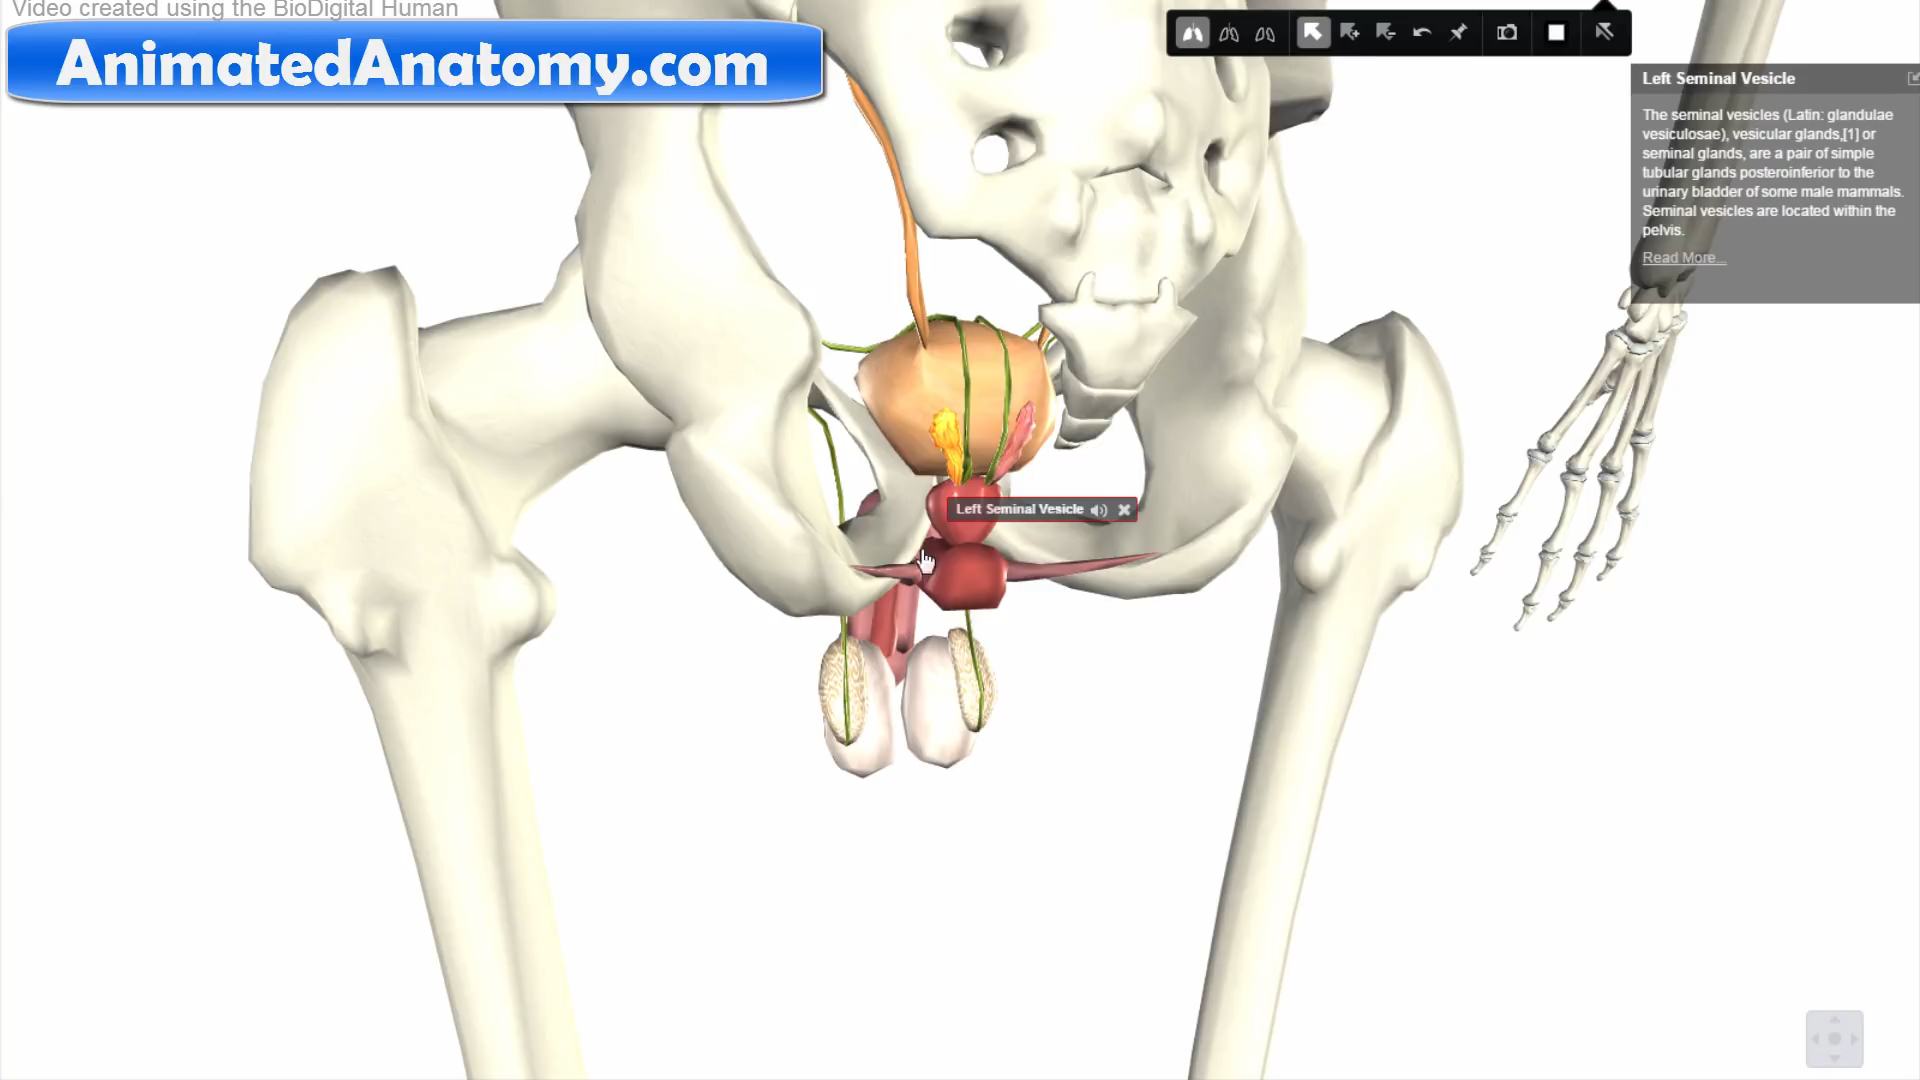 Video created using the BioDigital Human
AnimatedAnatomy.com
Left Seminal Vesicle
The seminal vesicles (Latin: glandulae
vesiculosae), vesicular glands,[1] or
seminal glands, are a pair of simple
tubular glands posteroinferior to the
urinary bladder of some male mammals.
Seminal vesicles are located within the
pelvis.
Read More...
Left Seminal Vesicle